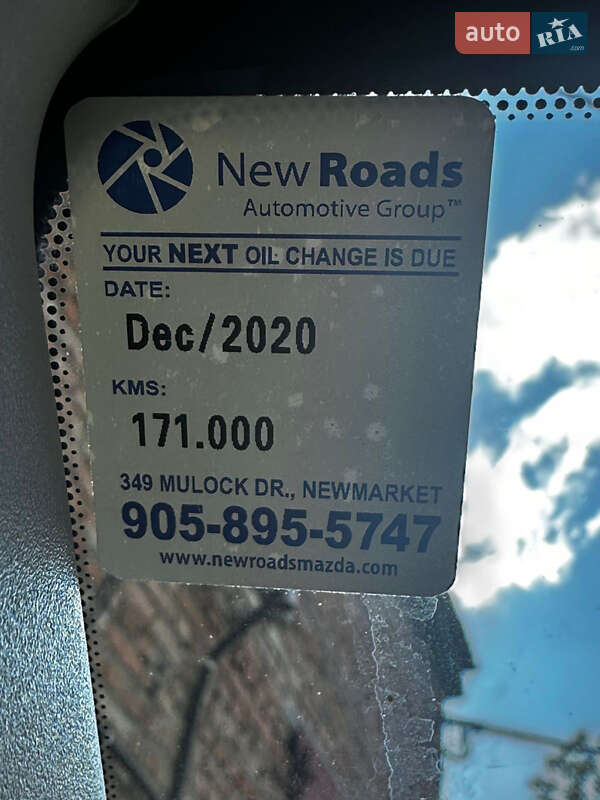 auto RIA.com
New Roads
Automotive Group™
YOUR NEXT OIL CHANGE IS DUE
DATE:
Dec/2020
KMS:
171.000
349 MULOCK DR., NEWMARKET
905-895-5747
www.newroadsmazda.com